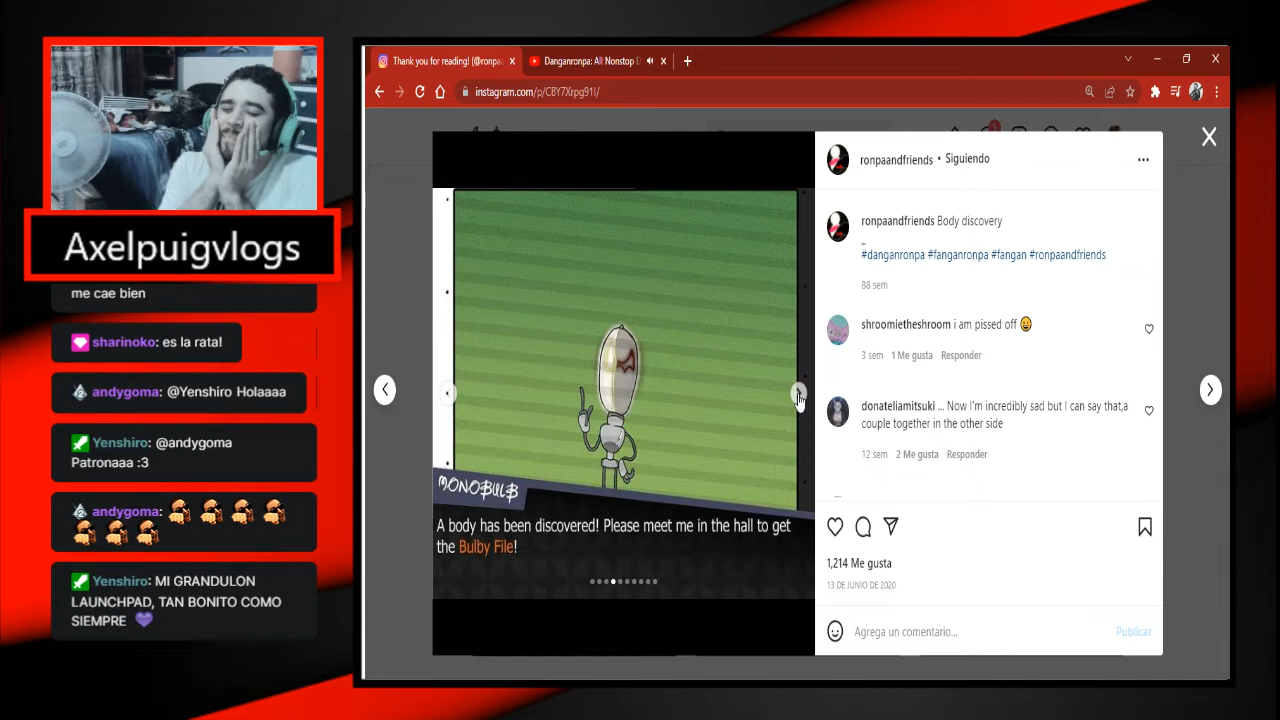 Axelpuigvlogs
me cae bien
sharinoko: es la rata!
andygoma: @Yenshiro Holaaaa
Yenshiro: @andygoma
Patronaaa :3
andygoma:
Yenshiro: MI GRANDULON
LAUNCHPAD, TAN BONITO COMO
SIEMPRE 💜
Thank you for reading! (@ronpa
Danganronpa: All Nonstop D
instagram.com/p/CBY7Xrpg91I/
MONOBULB
A body has been discovered! Please meet me in the hall to get
the Bulby File!
ronpaandfriends • Siguiendo
ronpaandfriends Body discovery
_
#danganronpa #fanganronpa #fangan #ronpaandfriends
88 sem
shroomietheshroom i am pissed off 😀
3 sem 1 Me gusta Responder
donateliamitsuki ... Now I'm incredibly sad but I can say that,a
couple together in the other side
12 sem 2 Me gusta Responder
1,214 Me gusta
13 DE JUNIO DE 2020
Agrega un comentario...
Publicar